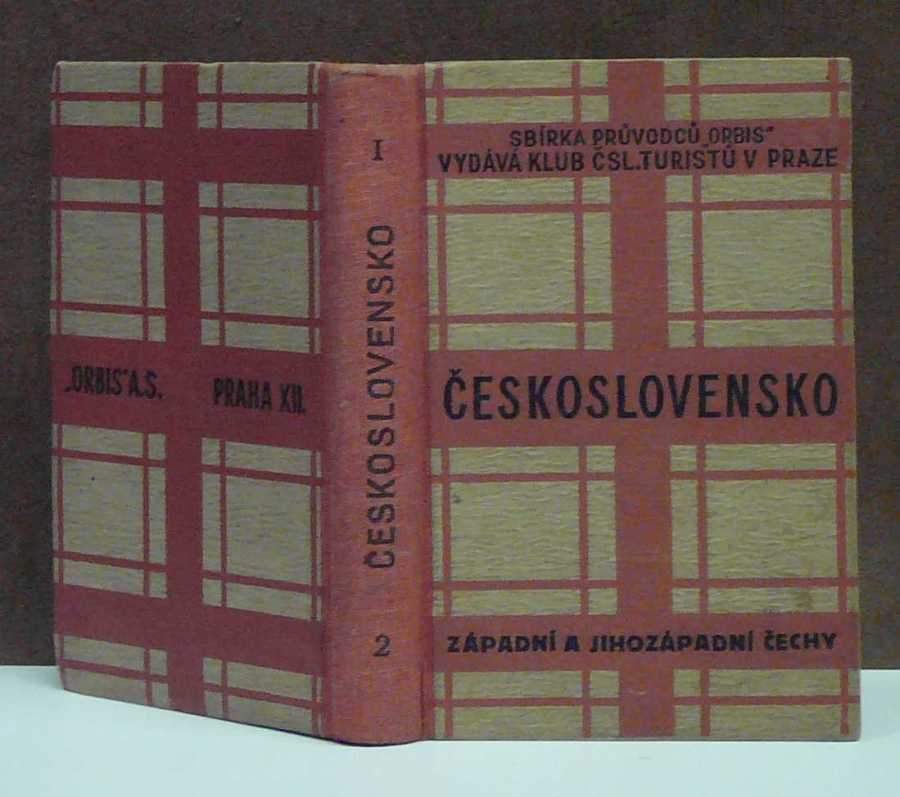 SBÍRKA PRŮVODCŮ „ORBIS“
VYDÁVÁ KLUB ČSL. TURISTŮ V PRAZE
ČESKOSLOVENSKO
ZÁPADNÍ A JIHOZÁPADNÍ ČECHY
I
ČESKOSLOVENSKO
2
„ORBIS“ A.S. PRAHA XII.